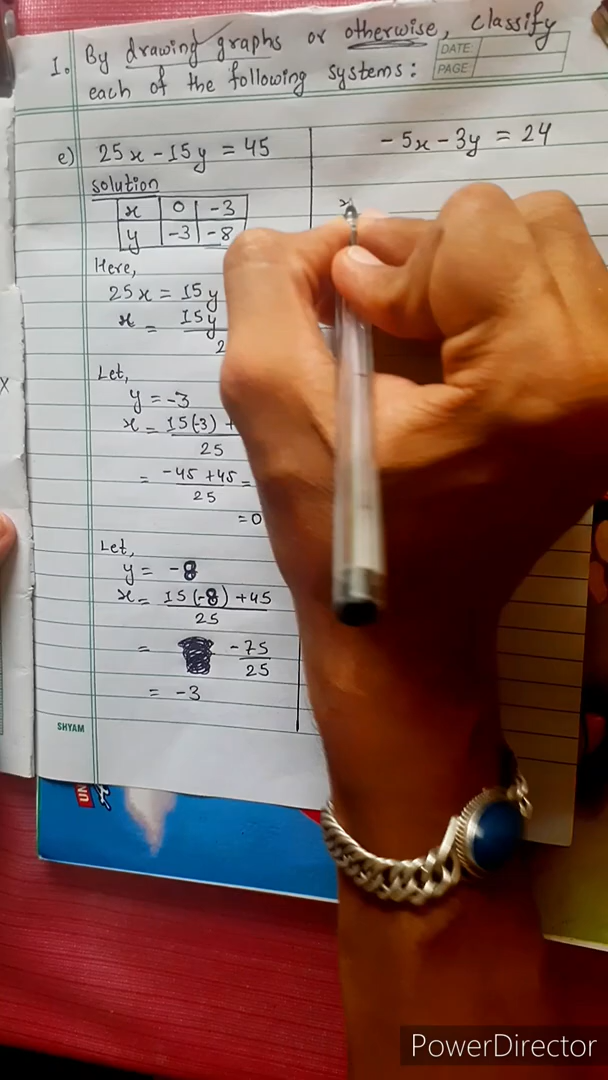 1. By drawing graphs or otherwise, classify
each of the following systems:
DATE:
PAGE
e) 25x - 15y = 45
- 5x - 3y = 24
solution
x 0 -3
y -3 -8
Here,
25x = 15y
x = 15y
2
Let,
y = -3
x = 15(-3) +
25
= -45 +45 =
25
= 0
Let,
y = -8
x = 15(-8) +45
25
= -75
25
= -3
SHYAM
UN
PowerDirector